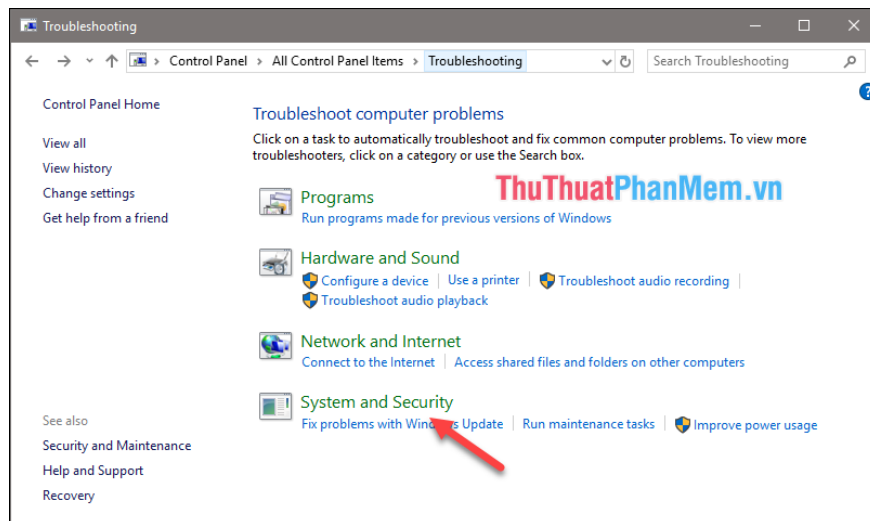 Troubleshooting
Control Panel > All Control Panel Items > Troubleshooting
Search Troubleshooting
Control Panel Home
View all
View history
Change settings
Get help from a friend
Troubleshoot computer problems
Click on a task to automatically troubleshoot and fix common computer problems. To view more
troubleshooters, click on a category or use the Search box.
ThuThuatPhanMem.vn
Programs
Run programs made for previous versions of Windows
Hardware and Sound
Configure a device | Use a printer | Troubleshoot audio recording |
Troubleshoot audio playback
Network and Internet
Connect to the Internet | Access shared files and folders on other computers
System and Security
Fix problems with Windows Update | Run maintenance tasks | Improve power usage
See also
Security and Maintenance
Help and Support
Recovery